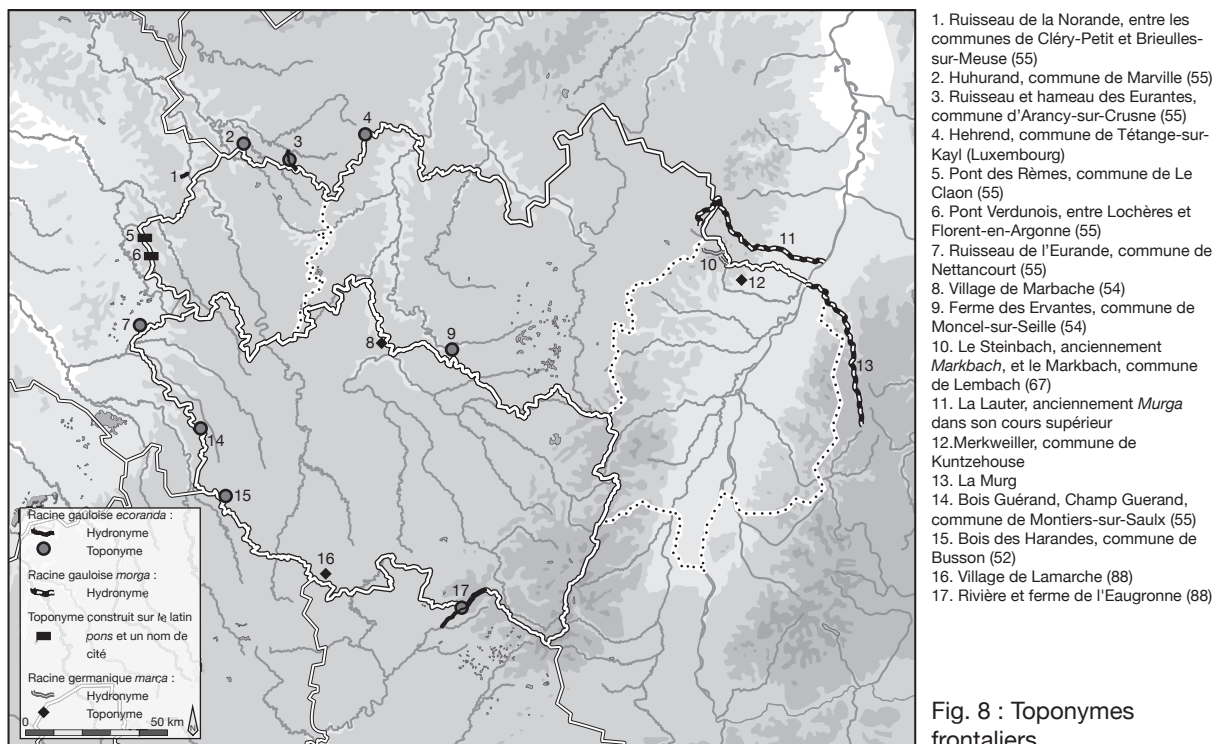 1. Ruisseau de la Norande, entre les
communes de Cléry-Petit et Brieulles-
sur-Meuse (55)
2. Huhurand, commune de Marville (55)
3. Ruisseau et hameau des Eurantes,
commune d'Arancy-sur-Crusne (55)
4. Hehrend, commune de Tétange-sur-
Kayl (Luxembourg)
5. Pont des Rèmes, commune de Le
Claon (55)
6. Pont Verdunois, entre Lochères et
Florent-en-Argonne (55)
7. Ruisseau de l'Eurande, commune de
Nettancourt (55)
8. Village de Marbache (54)
9. Ferme des Ervantes, commune de
Moncel-sur-Seille (54)
10. Le Steinbach, anciennement
Markbach, et le Markbach, commune
de Lembach (67)
11. La Lauter, anciennement Murga
dans son cours supérieur
12.Merkweiller, commune de
Kuntzehouse
13. La Murg
14. Bois Guérand, Champ Guerand,
commune de Montiers-sur-Saulx (55)
15. Bois des Harandes, commune de
Busson (52)
16. Village de Lamarche (88)
17. Rivière et ferme de l'Eaugronne (88)
Fig. 8 : Toponymes
frontaliers
4
2
3
1
5
6
11
10
12
7
8
9
13
14
15
16
17
Racine gauloise ecoranda :
Hydronyme
Toponyme
Racine gauloise morga :
Hydronyme
Toponyme construit sur le latin
pons et un nom de
cité
Racine germanique marça :
Hydronyme
Toponyme
0 50 km
N